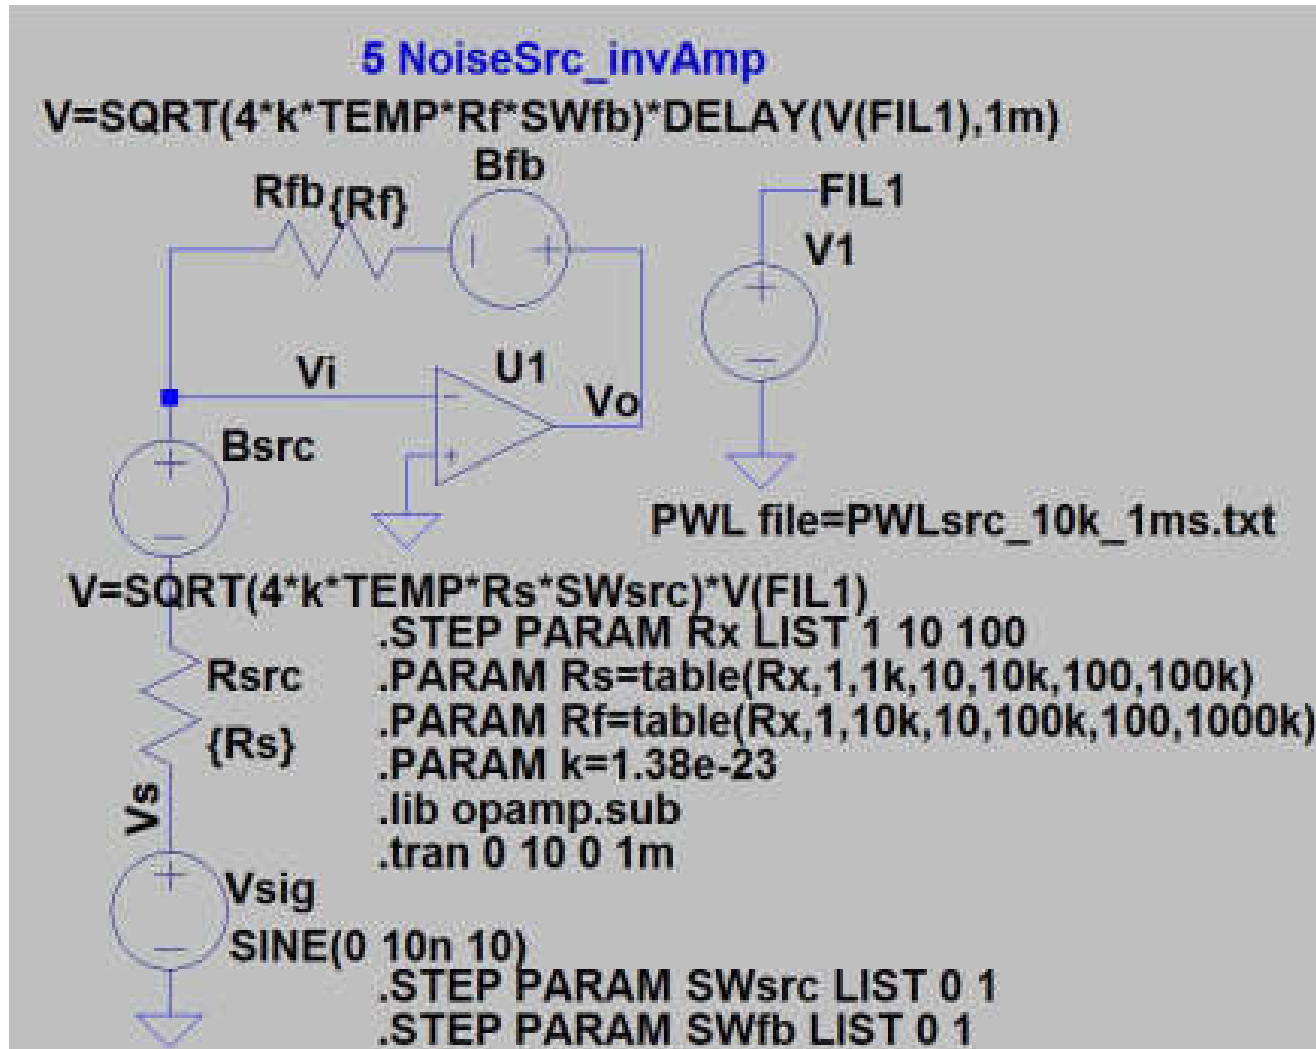 5 NoiseSrc_invAmp
V=SQRT(4*k*TEMP*Rf*SWfb)*DELAY(V(FIL1),1m)
Bfb
Rfb {Rf}
FIL1
V1
Vi
U1
Vo
Bsrc
PWL file=PWLsrc_10k_1ms.txt
V=SQRT(4*k*TEMP*Rs*SWsrc)*V(FIL1)
.STEP PARAM Rx LIST 1 10 100
Rsrc
.PARAM Rs=table(Rx,1,1k,10,10k,100,100k)
{Rs}
.PARAM Rf=table(Rx,1,10k,10,100k,100,1000k)
.PARAM k=1.38e-23
Vs
.lib opamp.sub
.tran 0 10 0 1m
Vsig
SINE(0 10n 10)
.STEP PARAM SWsrc LIST 0 1
.STEP PARAM SWfb LIST 0 1